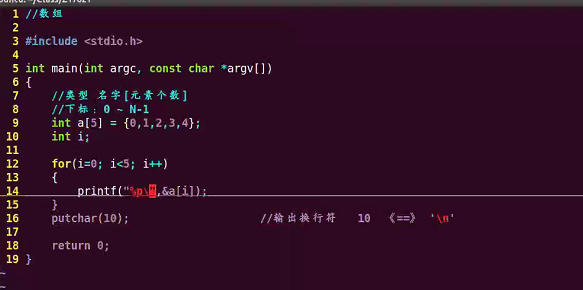 1 //数组
2
3 #include <stdio.h>
4
5 int main(int argc, const char *argv[])
6 {
7 //类型 名字[元素个数]
8 //下标：0 ~ N-1
9 int a[5] = {0,1,2,3,4};
10 int i;
11
12 for(i=0; i<5; i++)
13 {
14 printf("%p\",&a[i]);
15 }
16 putchar(10); //输出换行符 10 《==》 '\n'
17
18 return 0;
19 }
~
~